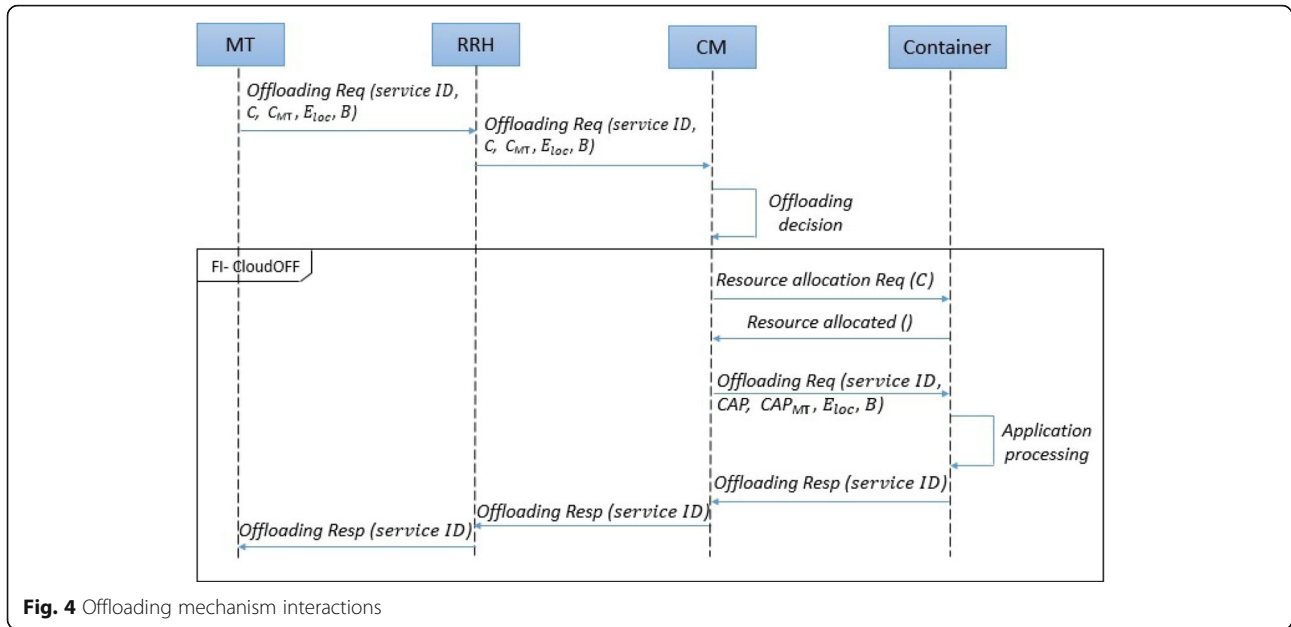 MT
RRH
CM
Container
Offloading Req (service ID,
C, C_MT, E_loc, B)
Offloading Req (service ID,
C, C_MT, E_loc, B)
Offloading
decision
FI- CloudOFF
Resource allocation Req (C)
Resource allocated ()
Offloading Req (service ID,
CAP, CAP_MT, E_loc, B)
Application
processing
Offloading Resp (service ID)
Offloading Resp (service ID)
Offloading Resp (service ID)
Fig. 4 Offloading mechanism interactions